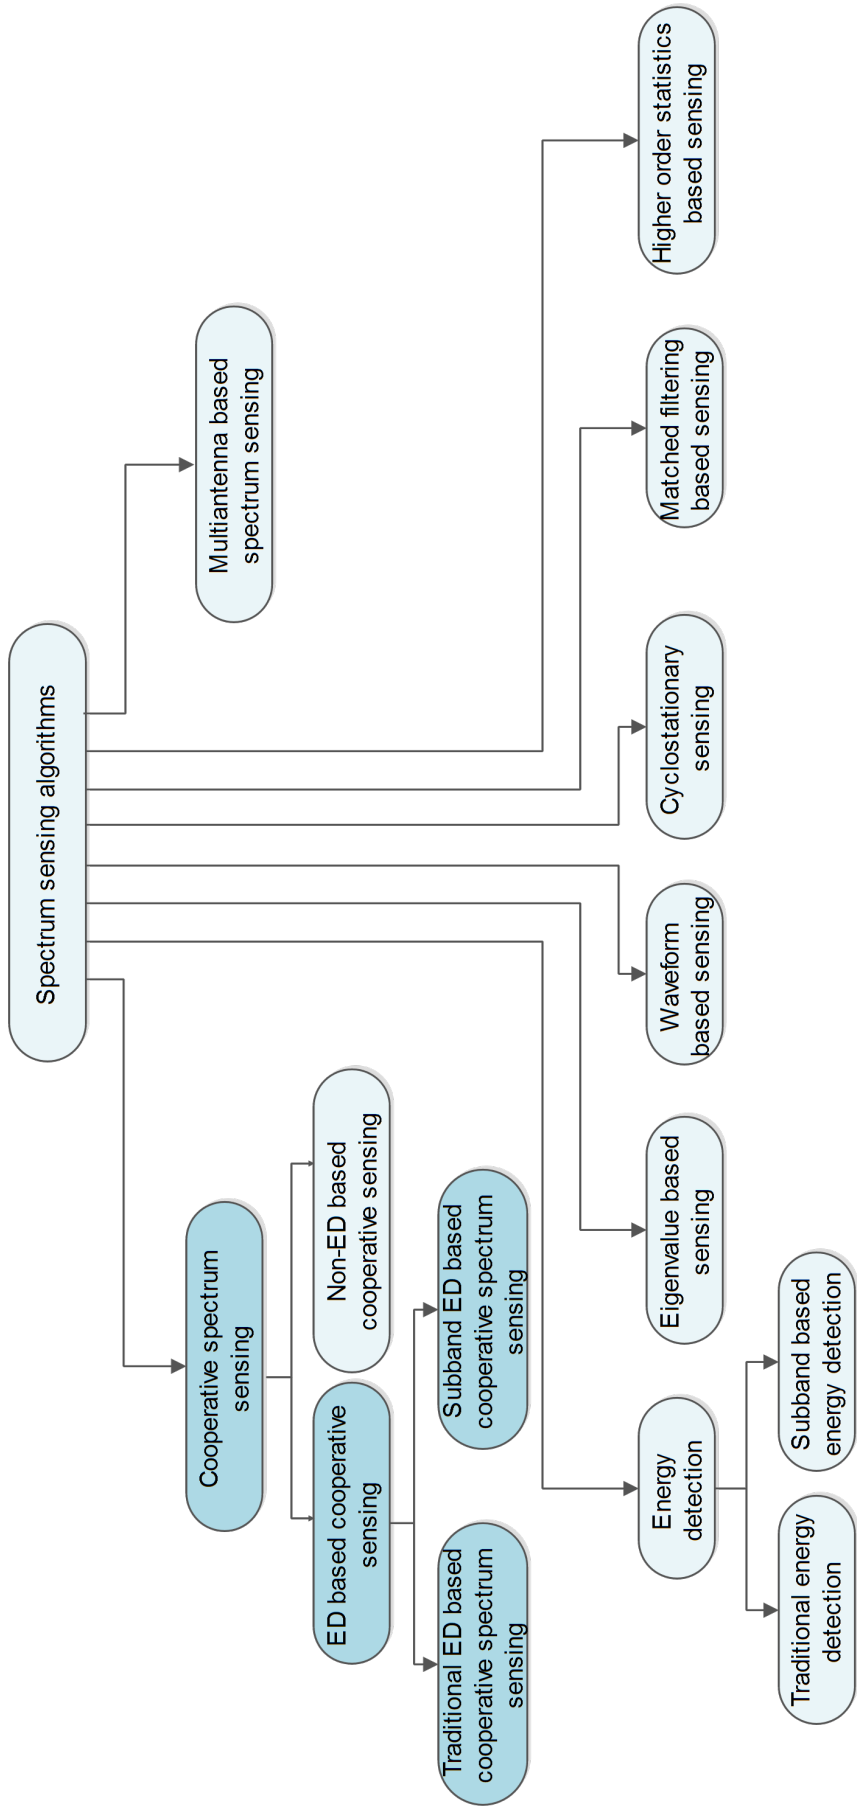 Spectrum sensing algorithms
Cooperative spectrum
sensing
Multiantenna based
spectrum sensing
ED based cooperative
sensing
Non-ED based
cooperative sensing
Traditional ED based
cooperative spectrum
sensing
Subband ED based
cooperative spectrum
sensing
Energy
detection
Eigenvalue based
sensing
Waveform
based sensing
Cyclostationary
sensing
Matched filtering
based sensing
Higher order statistics
based sensing
Traditional energy
detection
Subband based
energy detection